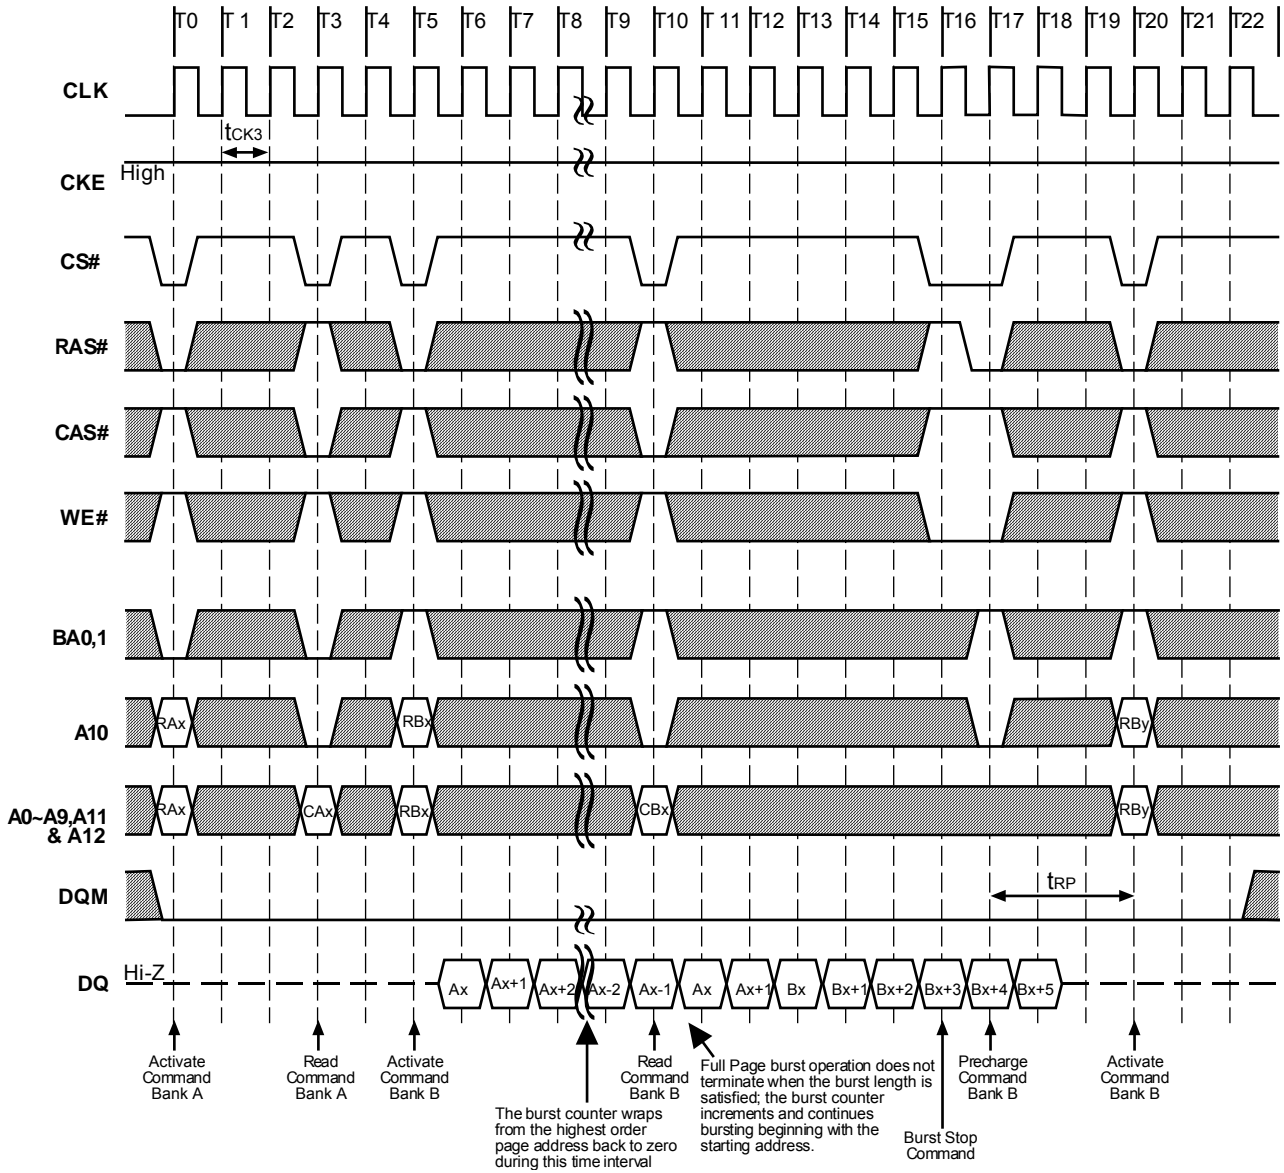 T0 T 1 T2 T3 T4 T5 T6 T7 T8 T9 T10 T 11 T12 T13 T14 T15 T16 T17 T18 T19 T20 T21 T22
CLK
tCK3
High
CKE
CS#
RAS#
CAS#
WE#
BA0,1
A10
RAx RBx RBy
A0~A9,A11
& A12
RAx CAx RBx CBx RBy
DQM
tRP
Hi-Z
DQ
Ax Ax+1 Ax+2 Ax-2 Ax-1 Ax Ax+1 Bx Bx+1 Bx+2 Bx+3 Bx+4 Bx+5
Activate
Command
Bank A
Read
Command
Bank A
Activate
Command
Bank B
The burst counter wraps
from the highest order
page address back to zero
during this time interval
Read
Command
Bank B
Full Page burst operation does not
terminate when the burst length is
satisfied; the burst counter
increments and continues
bursting beginning with the
starting address.
Burst Stop
Command
Precharge
Command
Bank B
Activate
Command
Bank B